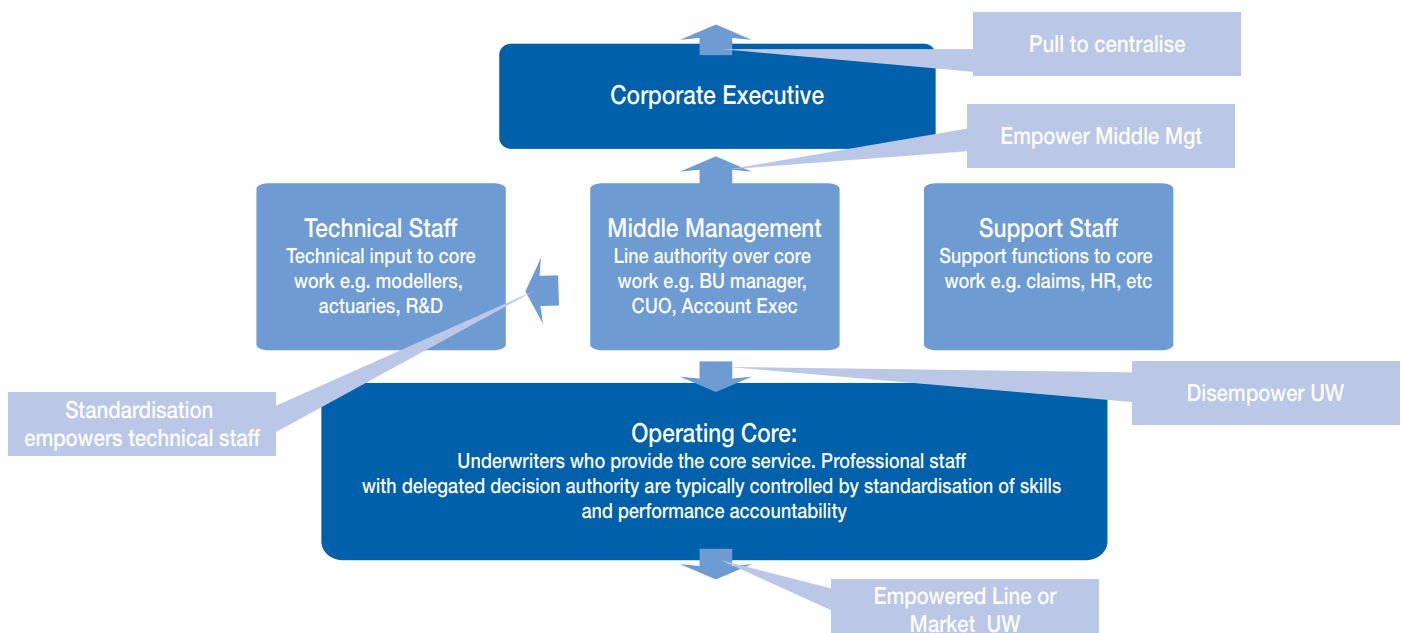 Pull to centralise
Corporate Executive
Empower Middle Mgt
Technical Staff
Technical input to core
work e.g. modellers,
actuaries, R&D
Middle Management
Line authority over core
work e.g. BU manager,
CUO, Account Exec
Support Staff
Support functions to core
work e.g. claims, HR, etc
Disempower UW
Standardisation
empowers technical staff
Operating Core:
Underwriters who provide the core service. Professional staff
with delegated decision authority are typically controlled by standardisation of skills
and performance accountability
Empowered Line or
Market UW